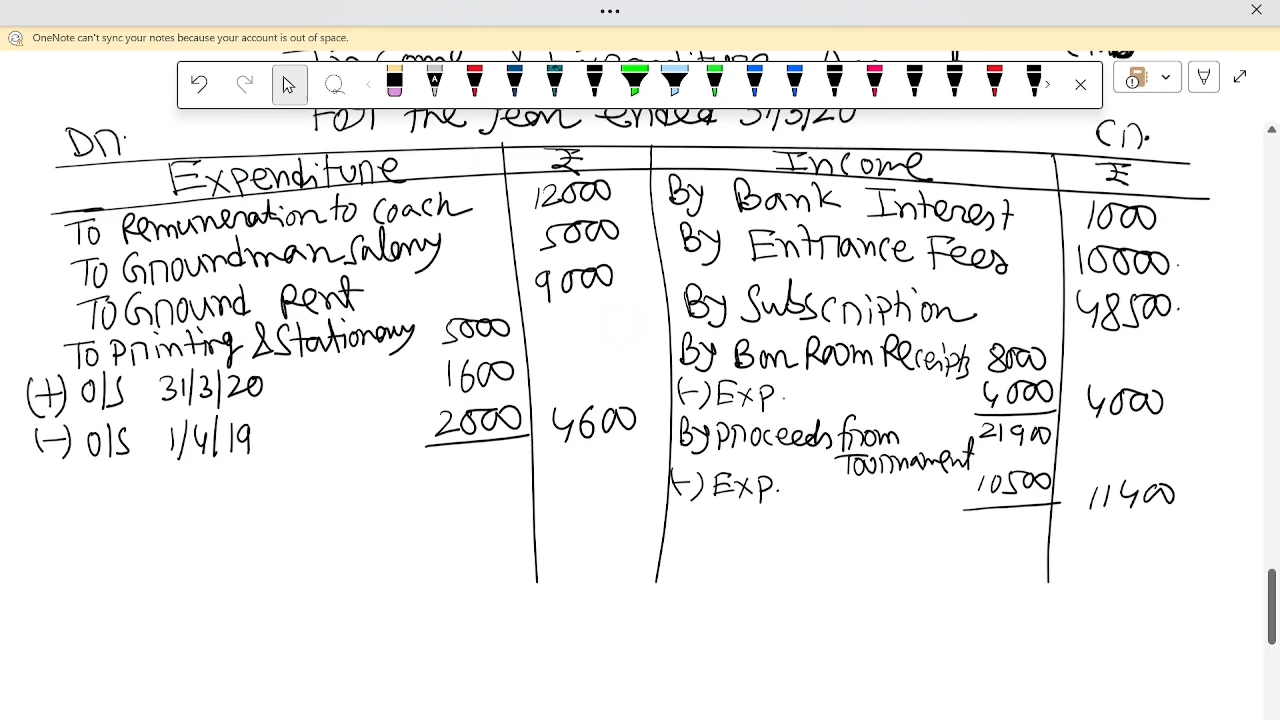 OneNote can't sync your notes because your account is out of space.
For the year ended 31/3/20
Dr. Cr.
Expenditure ₹ Income ₹
To Remuneration to coach 12000 By Bank Interest 1000
To Groundman salary 5000 By Entrance Fees 10000
To Ground Rent 9000 By Subscription 48500
To Printing & Stationary 5000 By Bar Room Receipts 8000
(+) O/S 31/3/20 1600 (-) Exp. 4000 4000
(-) O/S 1/4/19 2000 4600 By Proceeds from Tournament 21900
(-) Exp. 10500 11400